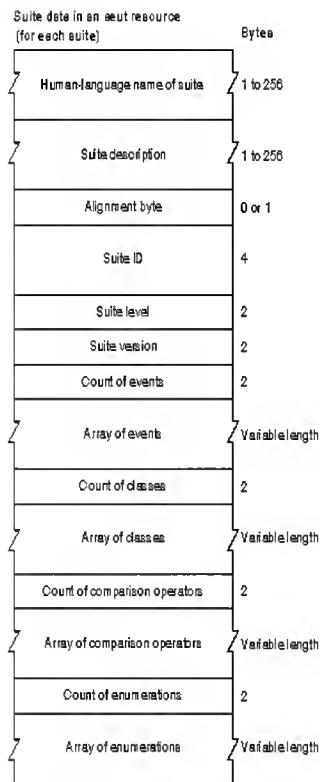 Suite data in an aeut resource
(for each suite)
Bytes
Human-language name of suite
1 to 256
Suite description
1 to 256
Alignment byte
0 or 1
Suite ID
4
Suite level
2
Suite version
2
Count of events
2
Array of events
Variable length
Count of classes
2
Array of classes
Variable length
Count of comparison operators
2
Array of comparison operators
Variable length
Count of enumerations
2
Array of enumerations
Variable length